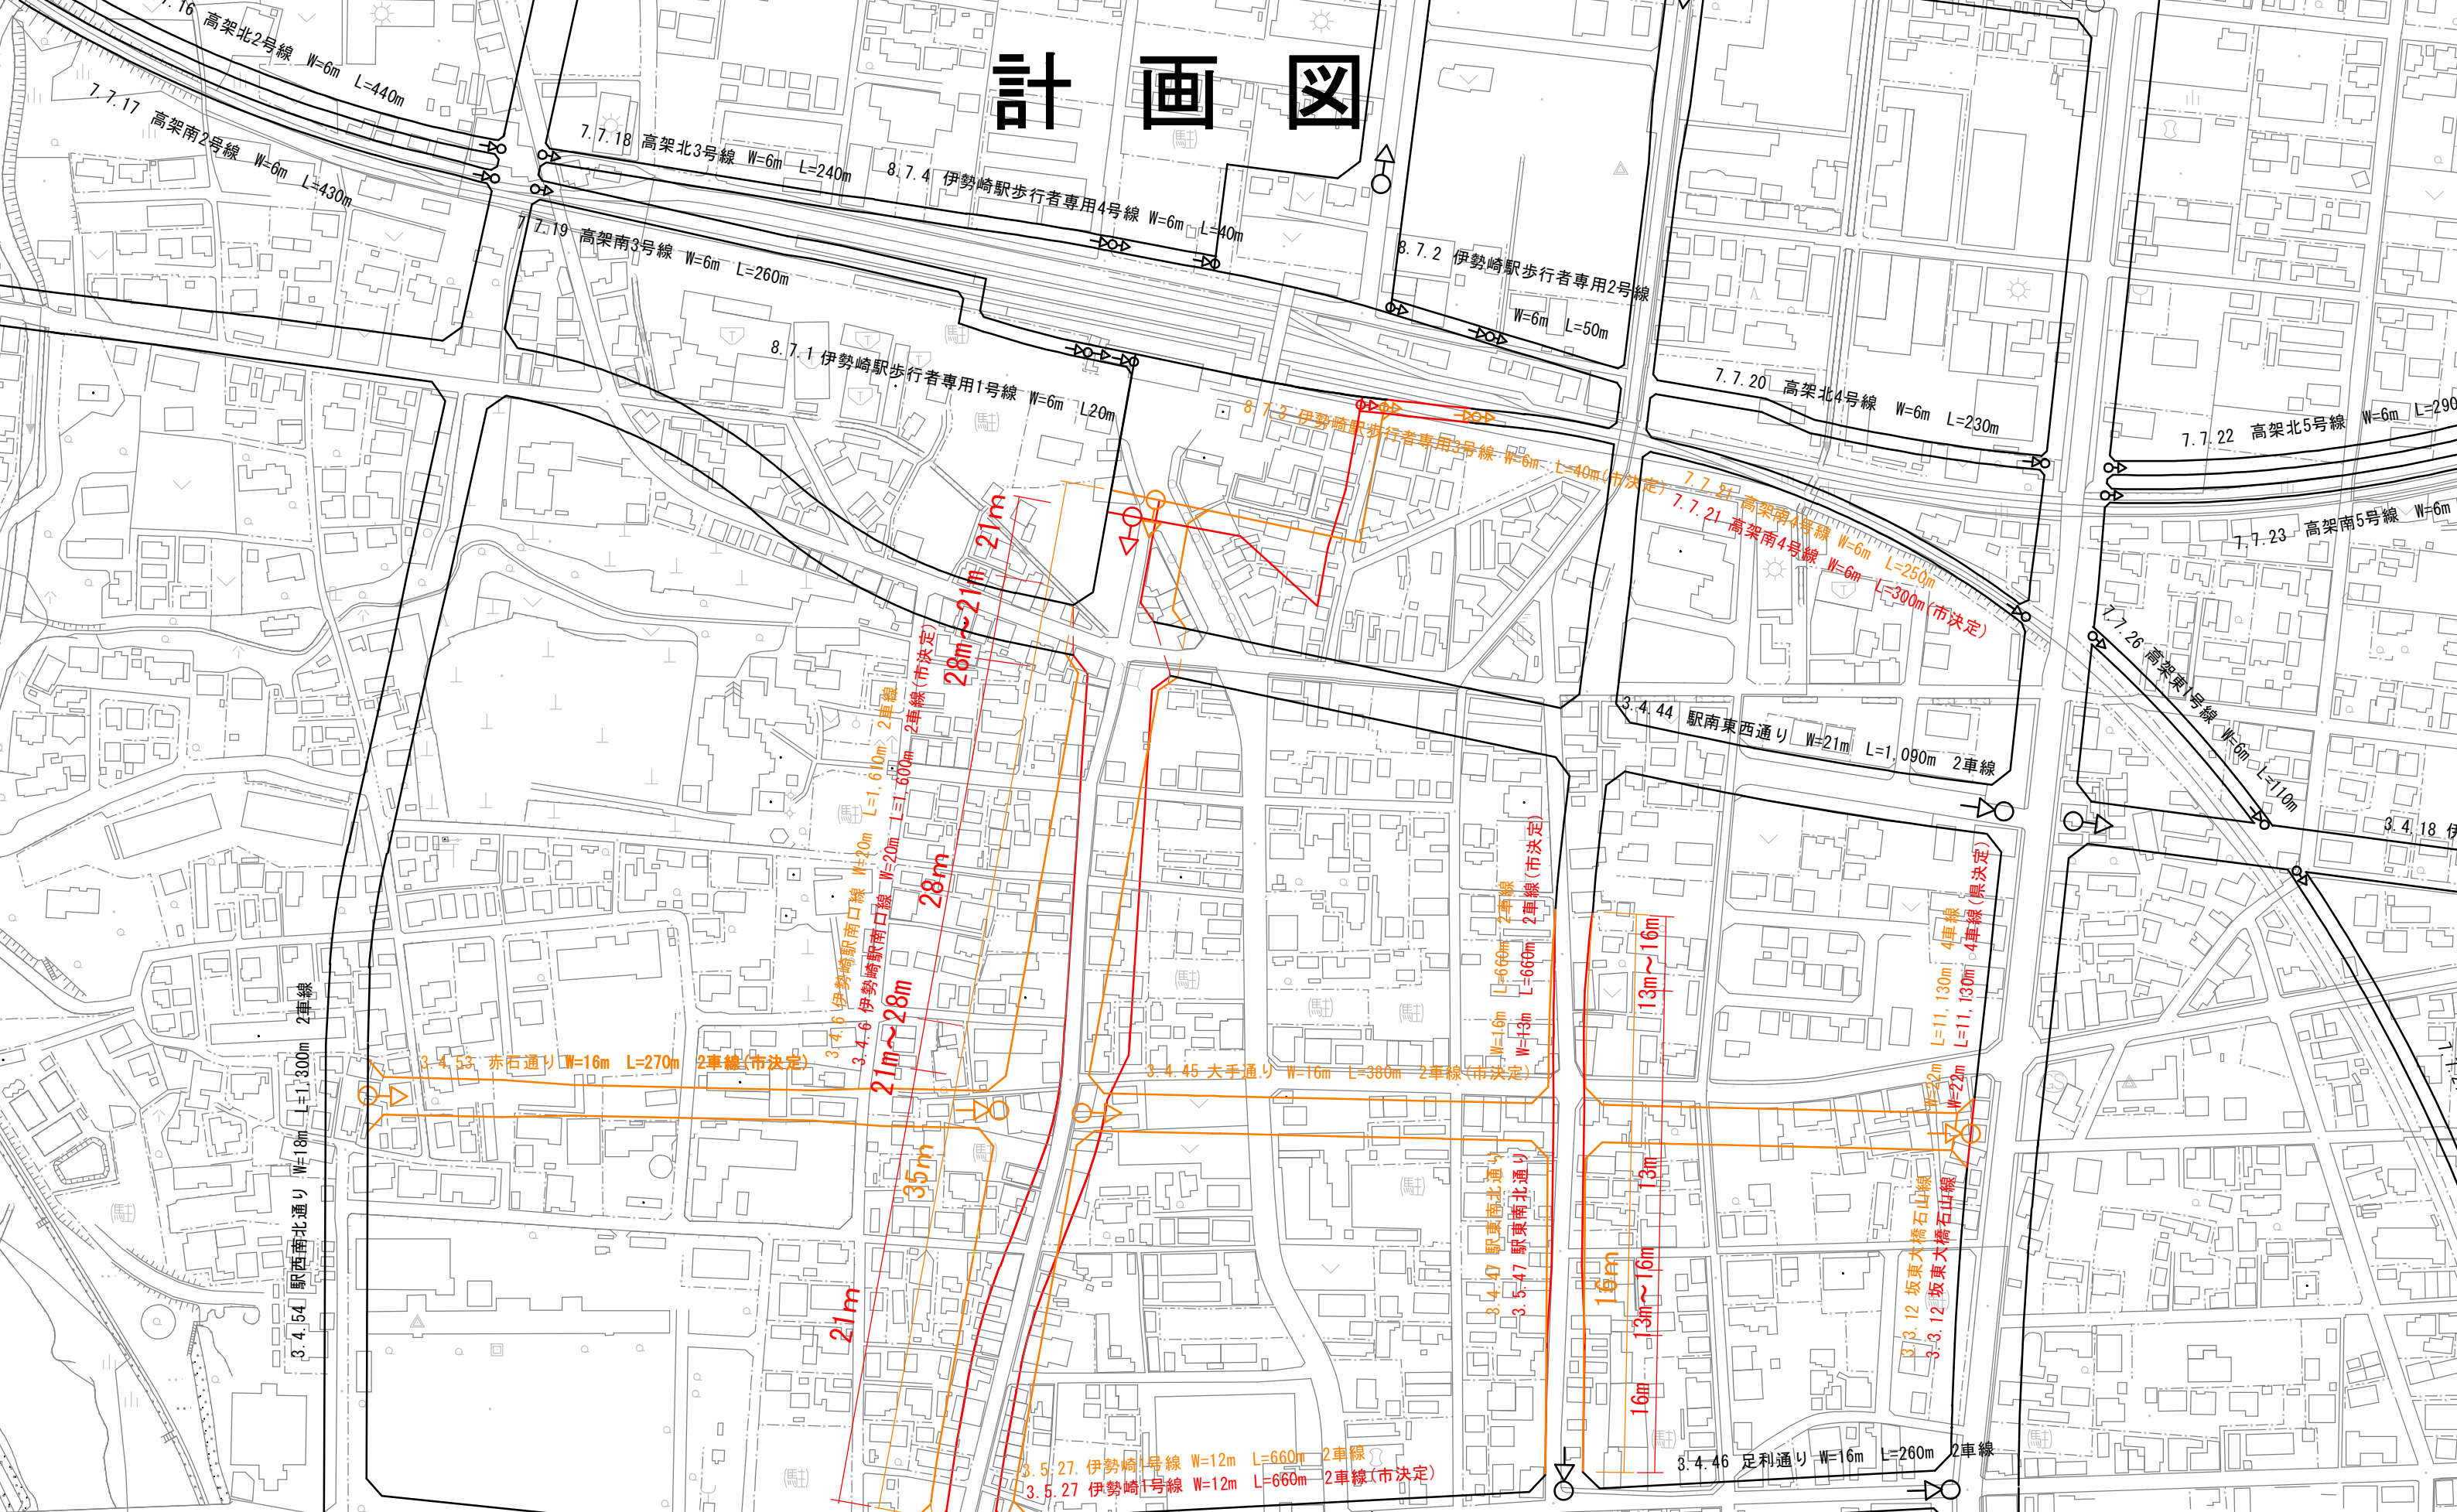 計画図
7.16 高架北2号線 W=6m L=440m
7.7.17 高架南2号線 W=6m L=430m
7.7.18 高架北3号線 W=6m L=240m
8.7.4 伊勢崎駅歩行者専用4号線 W=6m L=40m
7.7.19 高架南3号線 W=6m L=260m
8.7.2 伊勢崎駅歩行者専用2号線
W=6m L=50m
8.7.1 伊勢崎駅歩行者専用1号線 W=6m L20m
7.7.20 高架北4号線 W=6m L=230m
7.7.22 高架北5号線 W=6m L=290
8.7.3 伊勢崎駅歩行者専用3号線 W=6m L=40m(市決定)
7.7.21 高架南4号線 W=6m L=250m
7.7.21 高架南4号線 W=6m L=300m(市決定)
7.7.23 高架南5号線 W=6m
7.7.26 高架東1号線 W=6m L=110m
3.4.44 駅南東西通り W=21m L=1,090m 2車線
3.4.18 伊
21m
28m～21m
28m
21m～28m
35m
21m
3.4.6 伊勢崎駅南口線 W=20m L=1,610m 2車線
3.4.6 伊勢崎駅南口線 W=20m L=1,600m 2車線(市決定)
3.4.53 赤石通り W=16m L=270m 2車線(市決定)
3.4.45 大手通り W=16m L=380m 2車線(市決定)
3.4.54 駅西南北通り W=18m L=1,300m 2車線
3.4.47 駅東南北通り W=16m L=660m 2車線
3.5.47 駅東南北通り W=13m L=660m 2車線(市決定)
13m～16m
13m
13m～16m
16m
16m
3.3.12 坂東大橋石山線 W=22m L=11,130m 4車線
3.3.12 坂東大橋石山線 W=22m L=11,130m 4車線(県決定)
3.5.27. 伊勢崎1号線 W=12m L=660m 2車線
3.5.27 伊勢崎1号線 W=12m L=660m 2車線(市決定)
3.4.46 足利通り W=16m L=260m 2車線